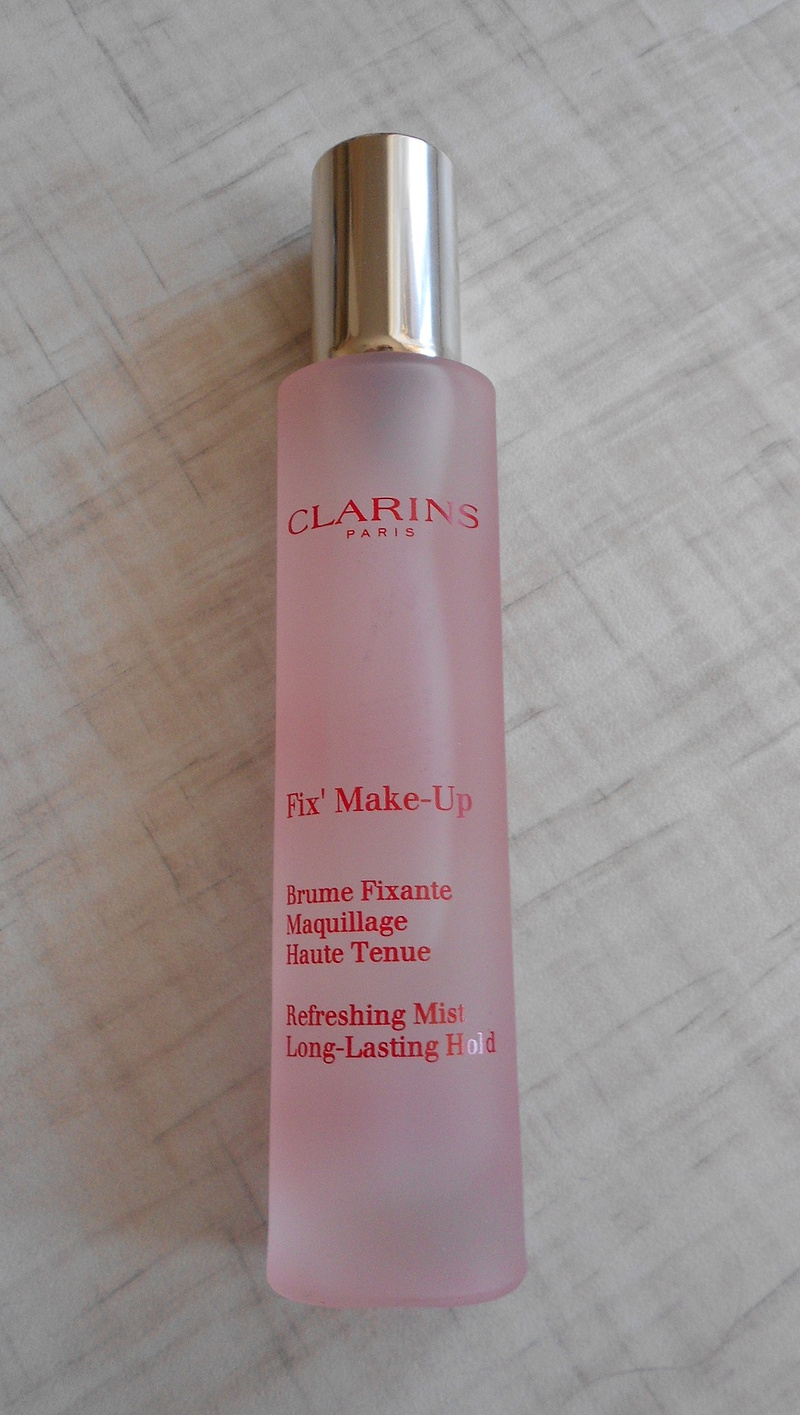 CLARINS
PARIS
Fix' Make-Up
Brume Fixante
Maquillage
Haute Tenue
Refreshing Mist
Long-Lasting Hold